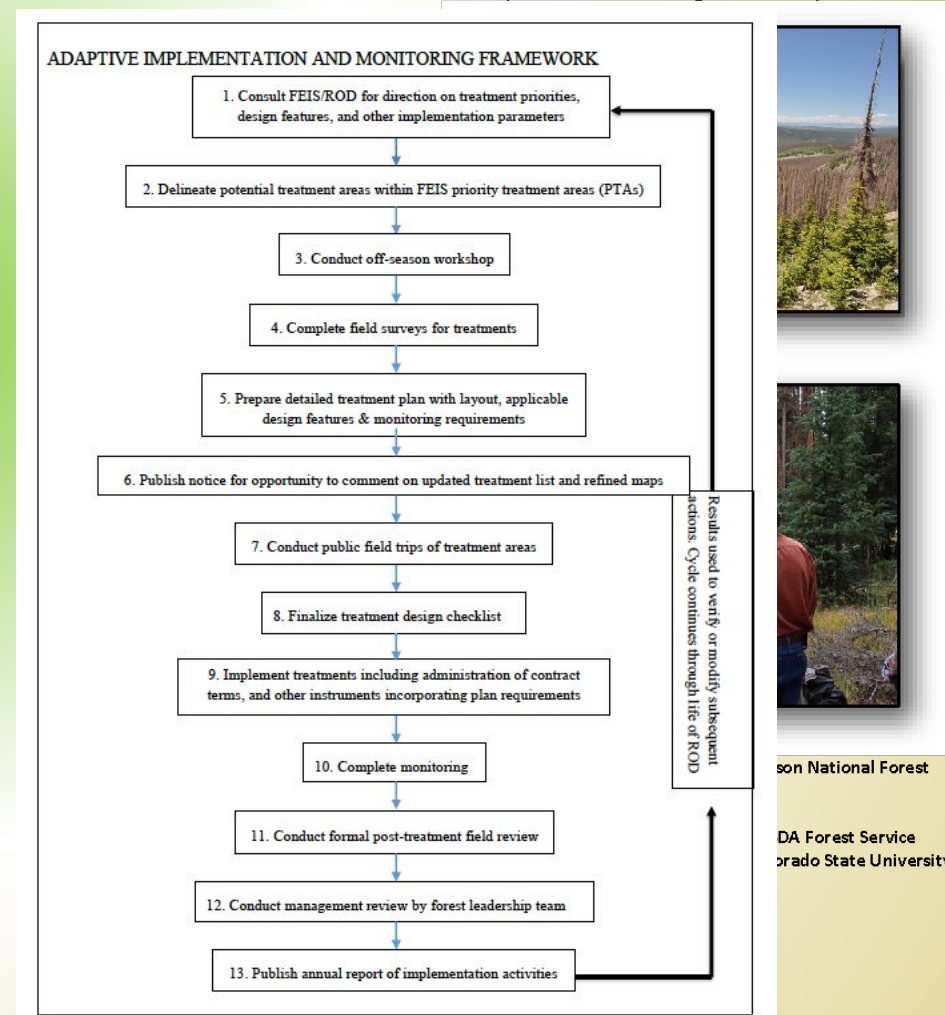 ADAPTIVE IMPLEMENTATION AND MONITORING FRAMEWORK
1. Consult FEIS/ROD for direction on treatment priorities,
design features, and other implementation parameters
2. Delineate potential treatment areas within FEIS priority treatment areas (PTAs)
3. Conduct off-season workshop
4. Complete field surveys for treatments
5. Prepare detailed treatment plan with layout, applicable
design features & monitoring requirements
6. Publish notice for opportunity to comment on updated treatment list and refined maps
7. Conduct public field trips of treatment areas
8. Finalize treatment design checklist
9. Implement treatments including administration of contract
terms, and other instruments incorporating plan requirements
10. Complete monitoring
11. Conduct formal post-treatment field review
12. Conduct management review by forest leadership team
13. Publish annual report of implementation activities
Results used to verify or modify subsequent
actions. Cycle continues through life of ROD
son National Forest
DA Forest Service
orado State University